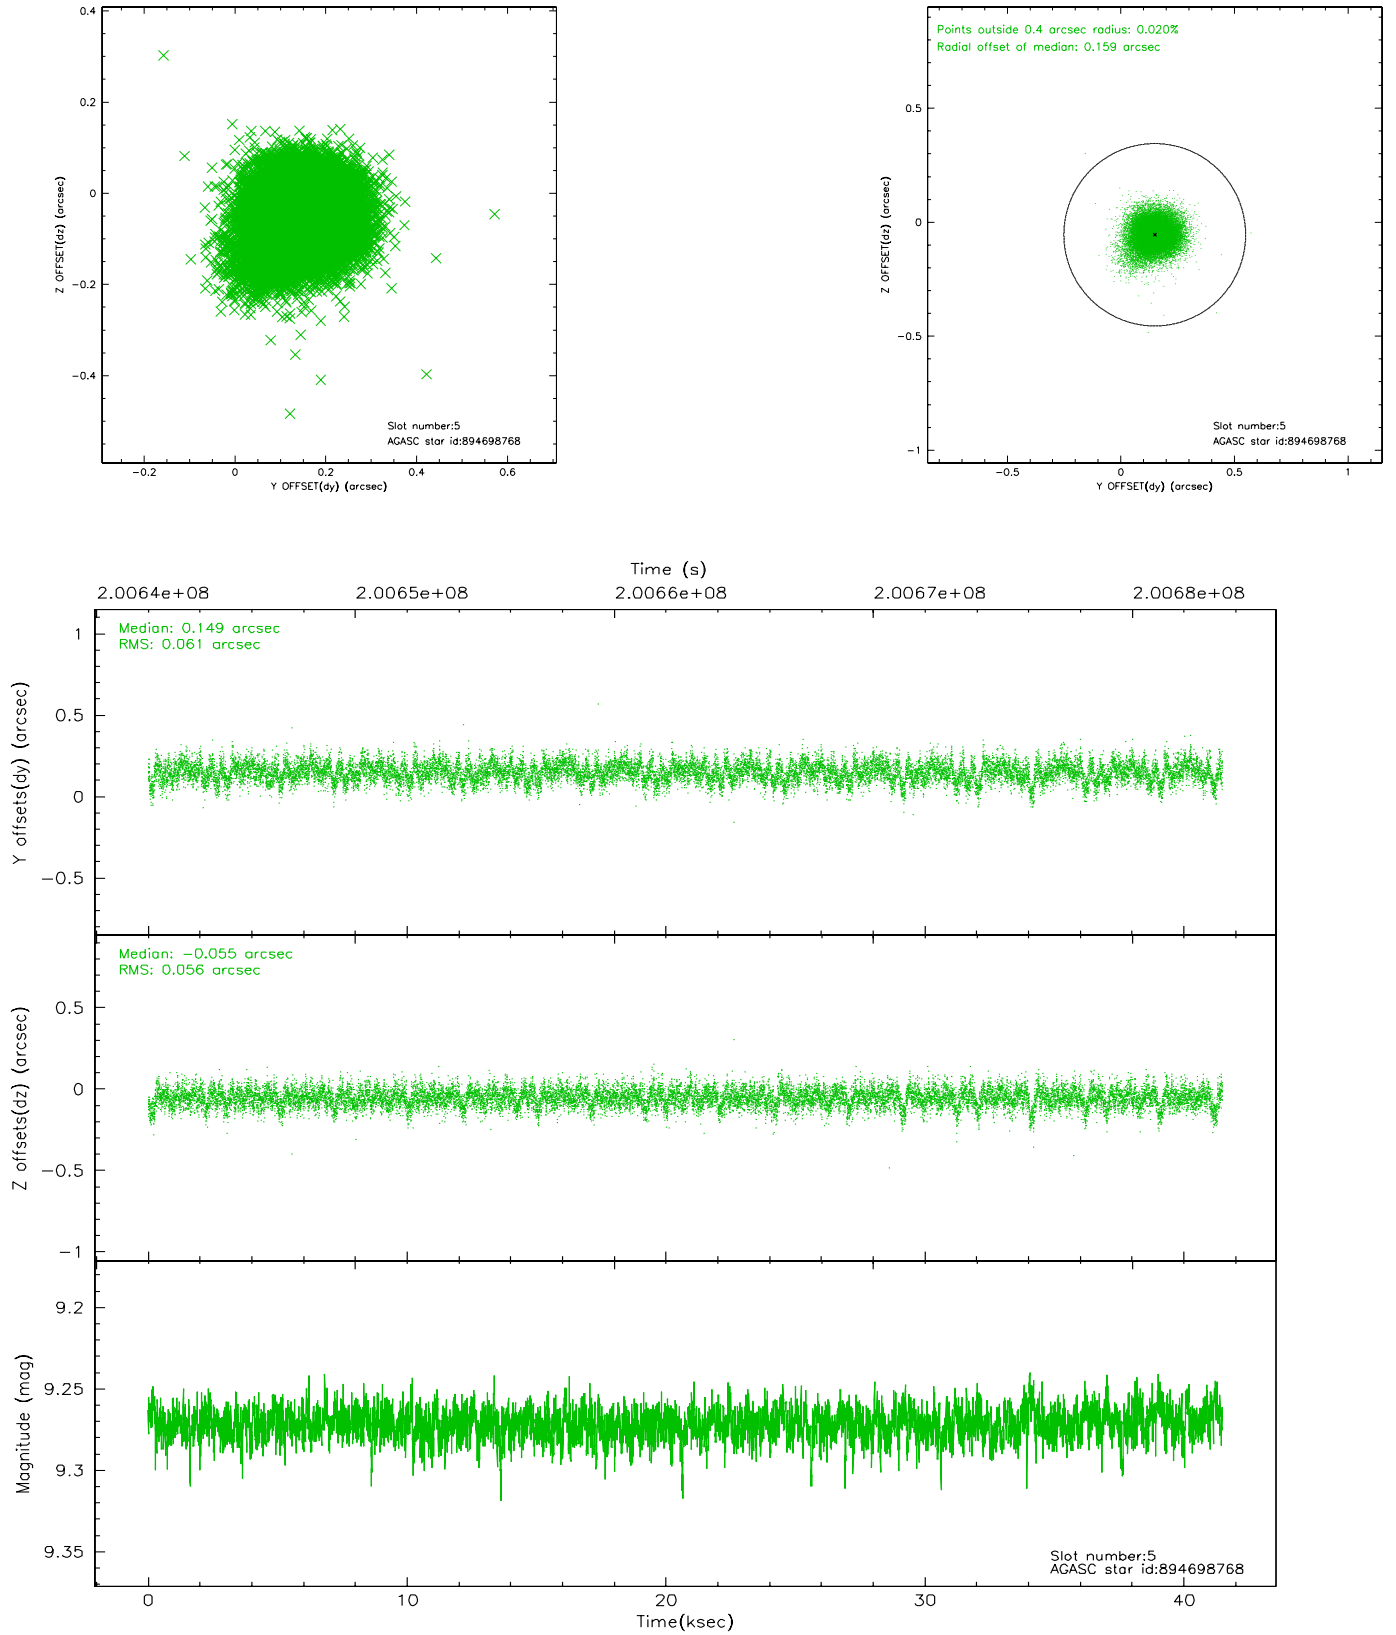 0.4
0.2
0
−0.2
−0.4
Z OFFSET(dz) (arcsec)
Slot number:5
AGASC star id:894698768
−0.2 0 0.2 0.4 0.6
Y OFFSET(dy) (arcsec)
Points outside 0.4 arcsec radius: 0.020%
Radial offset of median: 0.159 arcsec
0.5
0
−0.5
−1
Z OFFSET(dz) (arcsec)
Slot number:5
AGASC star id:894698768
−0.5 0 0.5 1
Y OFFSET(dy) (arcsec)
Time (s)
2.0064e+08 2.0065e+08 2.0066e+08 2.0067e+08 2.0068e+08
Median: 0.149 arcsec
RMS: 0.061 arcsec
1
0.5
0
−0.5
Y offsets(dy) (arcsec)
Median: −0.055 arcsec
RMS: 0.056 arcsec
0.5
0
−0.5
−1
Z offsets(dz) (arcsec)
9.2
9.25
9.3
9.35
Magnitude (mag)
Slot number:5
AGASC star id:894698768
0 10 20 30 40
Time(ksec)